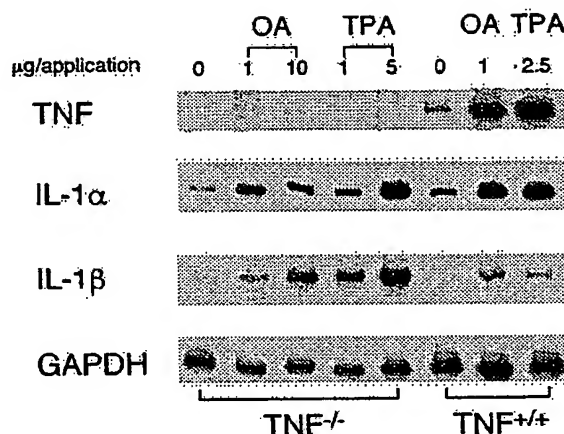 OA TPA OA TPA
µg/application 0 1 10 1 5 0 1 2.5
TNF
IL-1α
IL-1β
GAPDH
TNF-/- TNF+/+